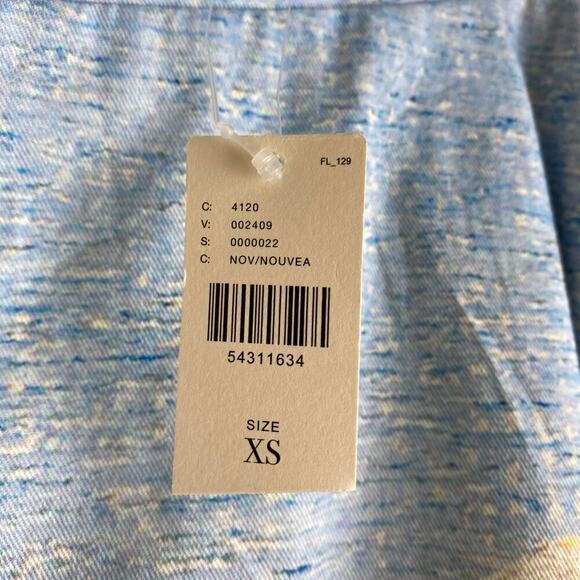 FL_129
C: 4120
V: 002409
S: 0000022
C: NOV/NOUVEA
54311634
SIZE
XS